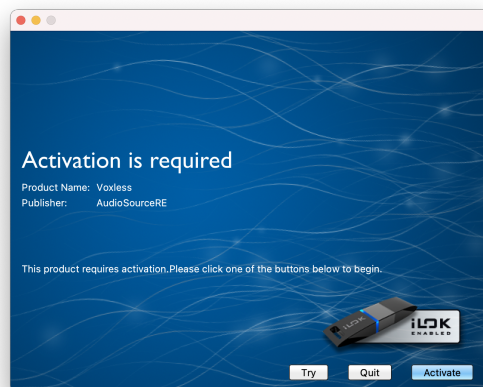 Activation is required
Product Name: Voxless
Publisher: AudioSourceRE
This product requires activation.Please click one of the buttons below to begin.
iLOK
iLOK
ENABLED
Try Quit Activate